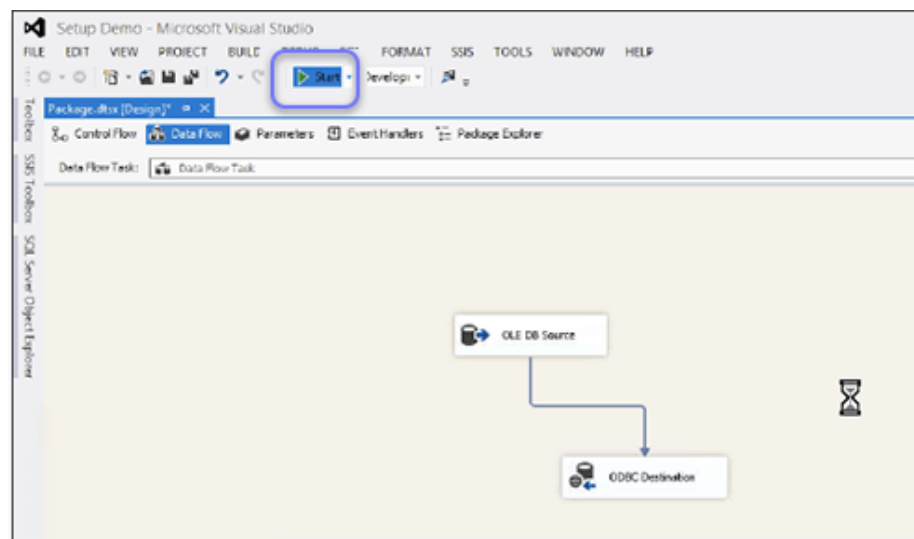 Setup Demo - Microsoft Visual Studio
FILE EDIT VIEW PROJECT BUILD FORMAT SSIS TOOLS WINDOW HELP
Start
Package.dtsx [Design]*
Control Flow Data Flow Parameters Event Handlers Package Explorer
Data Flow Task: Data Flow Task
Toolbox
SSIS Toolbox
SQL Server Object Explorer
OLE DB Source
ODBC Destination